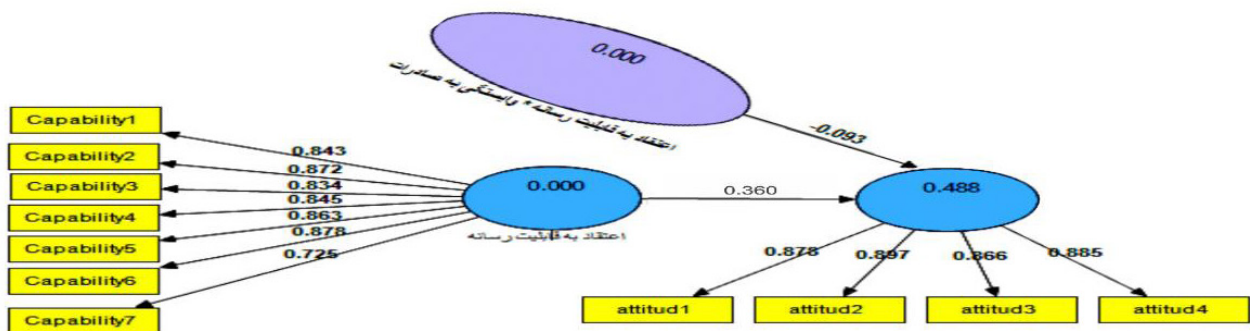 0.000
اعتقاد به قابلیت رسانه * وابستگی به صادرات
-0.093
Capability1
Capability2
Capability3
Capability4
Capability5
Capability6
Capability7
0.843
0.872
0.834
0.845
0.863
0.878
0.725
0.000
اعتقاد به قابلیت رسانه
0.360
0.488
0.878
0.897
0.866
0.885
attitud1
attitud2
attitud3
attitud4